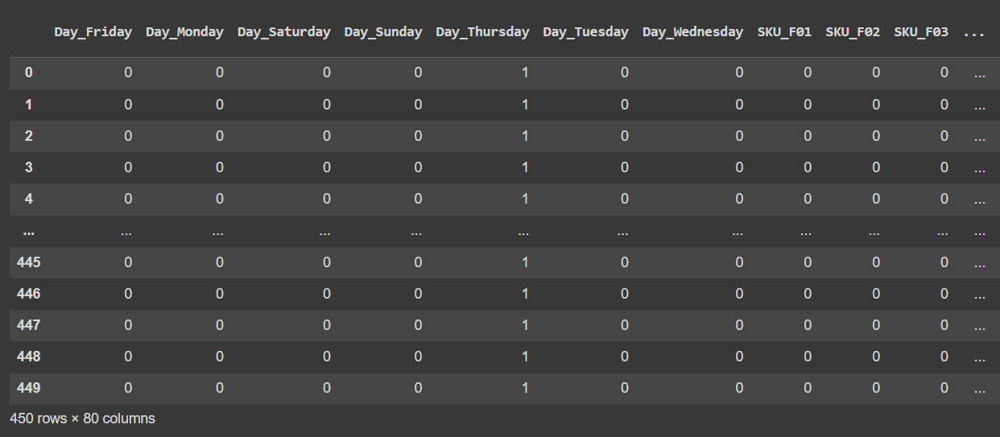 Day_Friday Day_Monday Day_Saturday Day_Sunday Day_Thursday Day_Tuesday Day_Wednesday SKU_F01 SKU_F02 SKU_F03 ...
0 0 0 0 0 1 0 0 0 0 0 ...
1 0 0 0 0 1 0 0 0 0 0 ...
2 0 0 0 0 1 0 0 0 0 0 ...
3 0 0 0 0 1 0 0 0 0 0 ...
4 0 0 0 0 1 0 0 0 0 0 ...
... ... ... ... ... ... ... ... ... ... ... ...
445 0 0 0 0 1 0 0 0 0 0 ...
446 0 0 0 0 1 0 0 0 0 0 ...
447 0 0 0 0 1 0 0 0 0 0 ...
448 0 0 0 0 1 0 0 0 0 0 ...
449 0 0 0 0 1 0 0 0 0 0 ...
450 rows × 80 columns